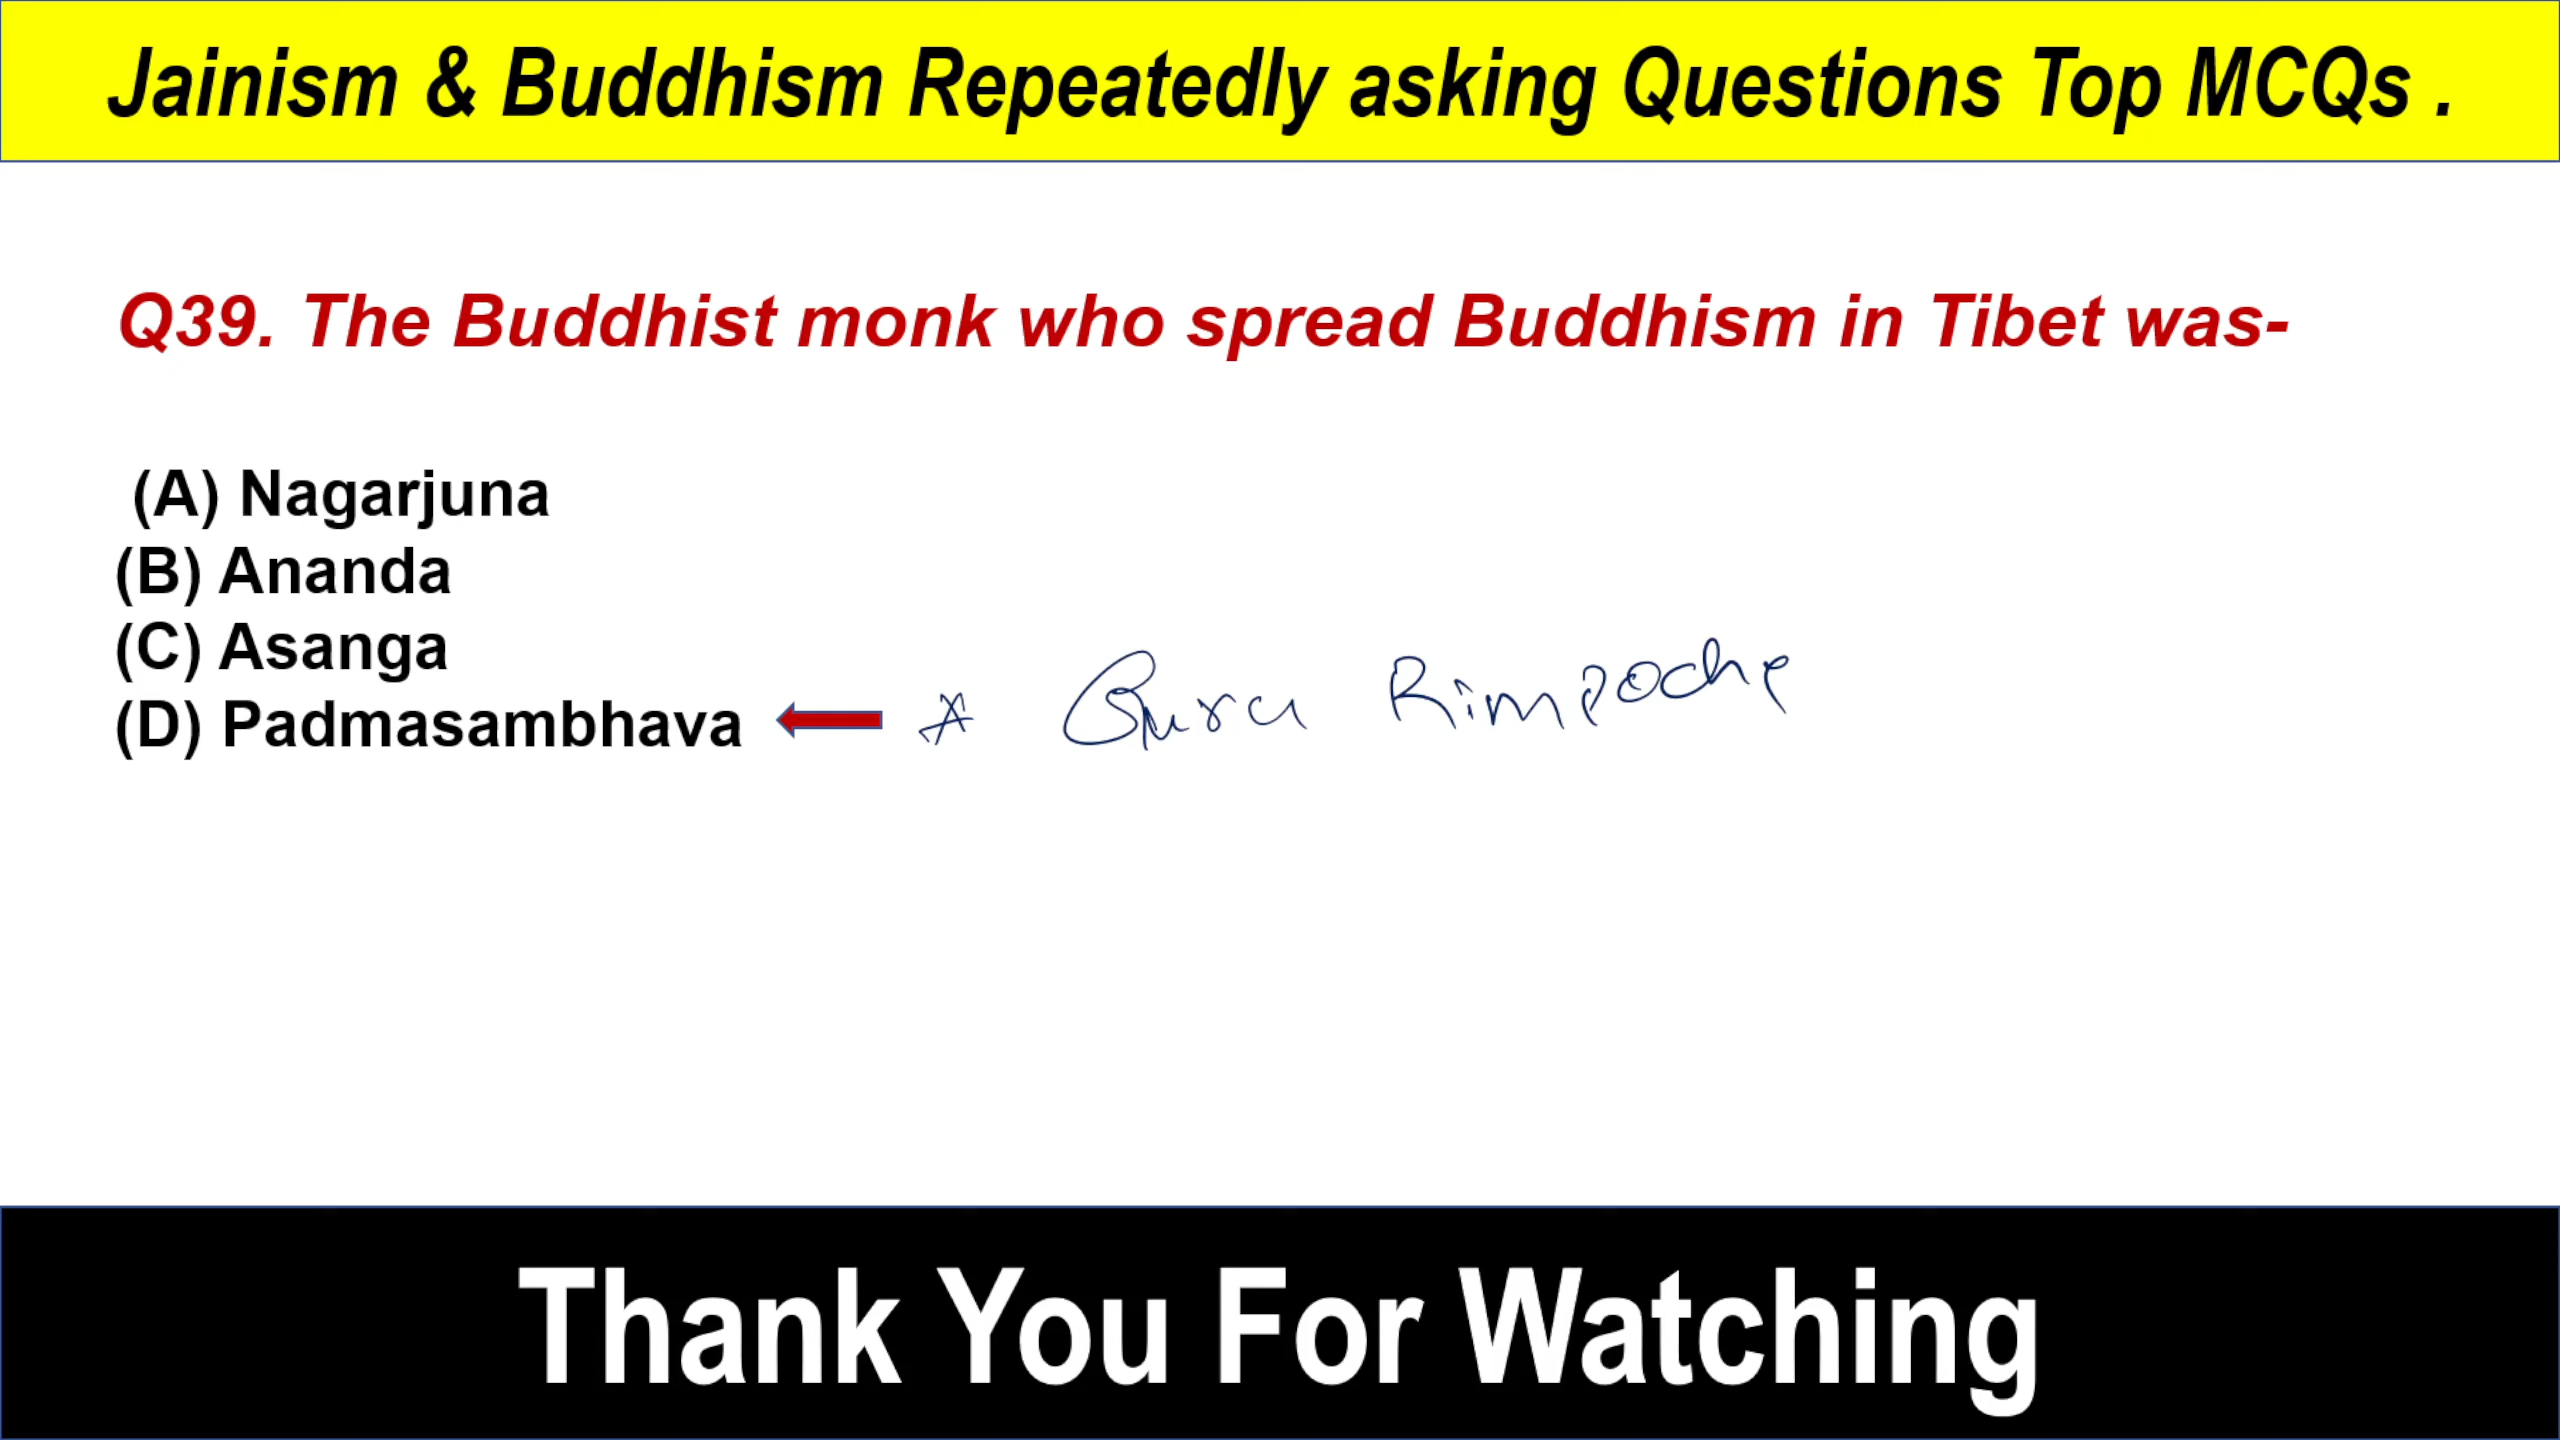 Jainism & Buddhism Repeatedly asking Questions Top MCQs .
Q39. The Buddhist monk who spread Buddhism in Tibet was-
(A) Nagarjuna
(B) Ananda
(C) Asanga
(D) Padmasambhava * Guru Rimpoche
Thank You For Watching